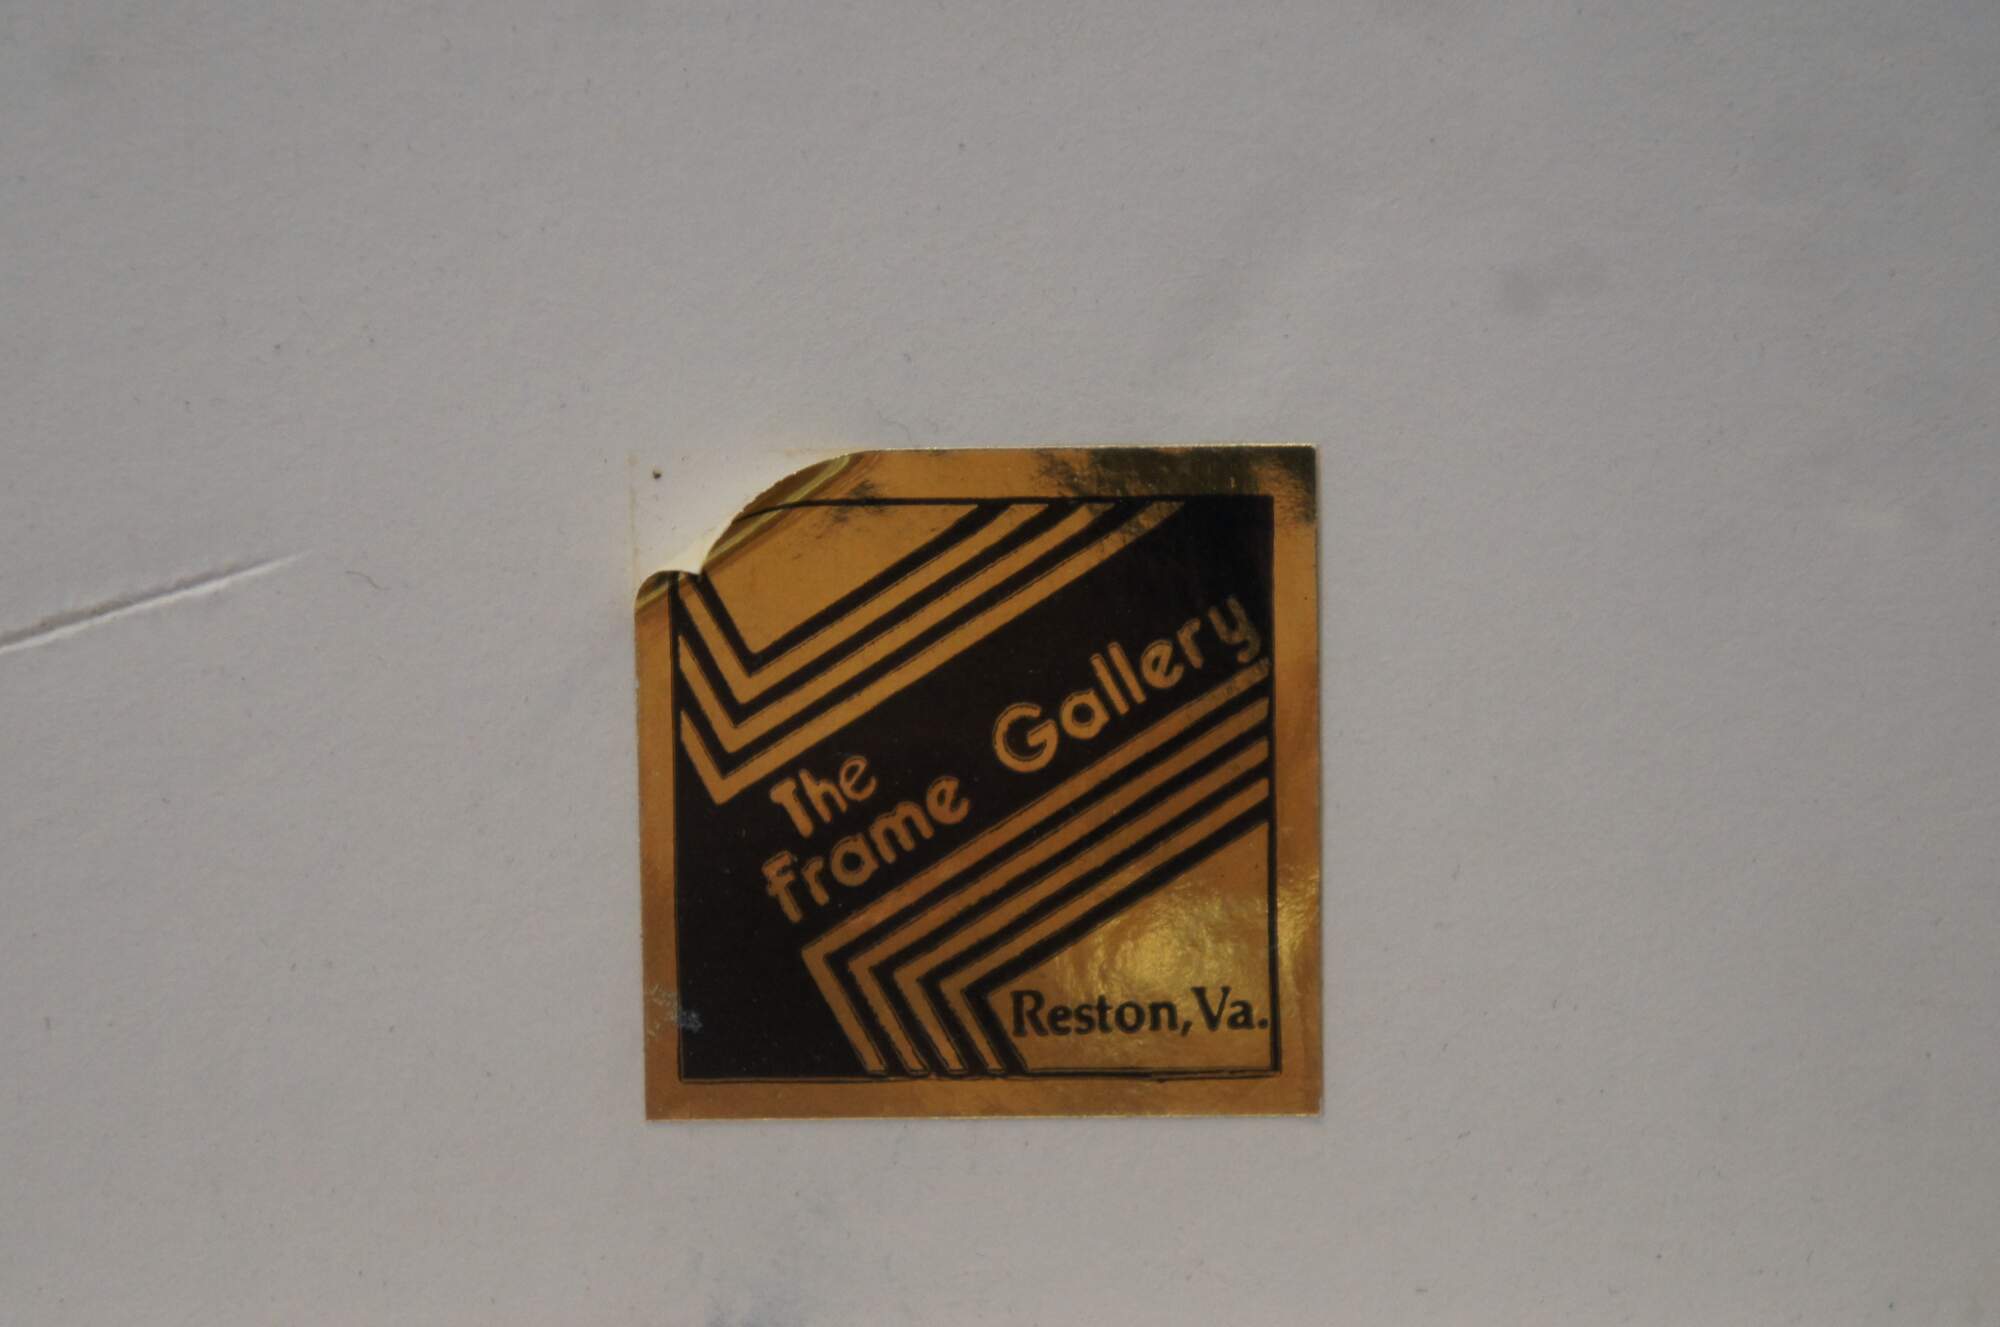 The
frame Gallery
Reston, Va.